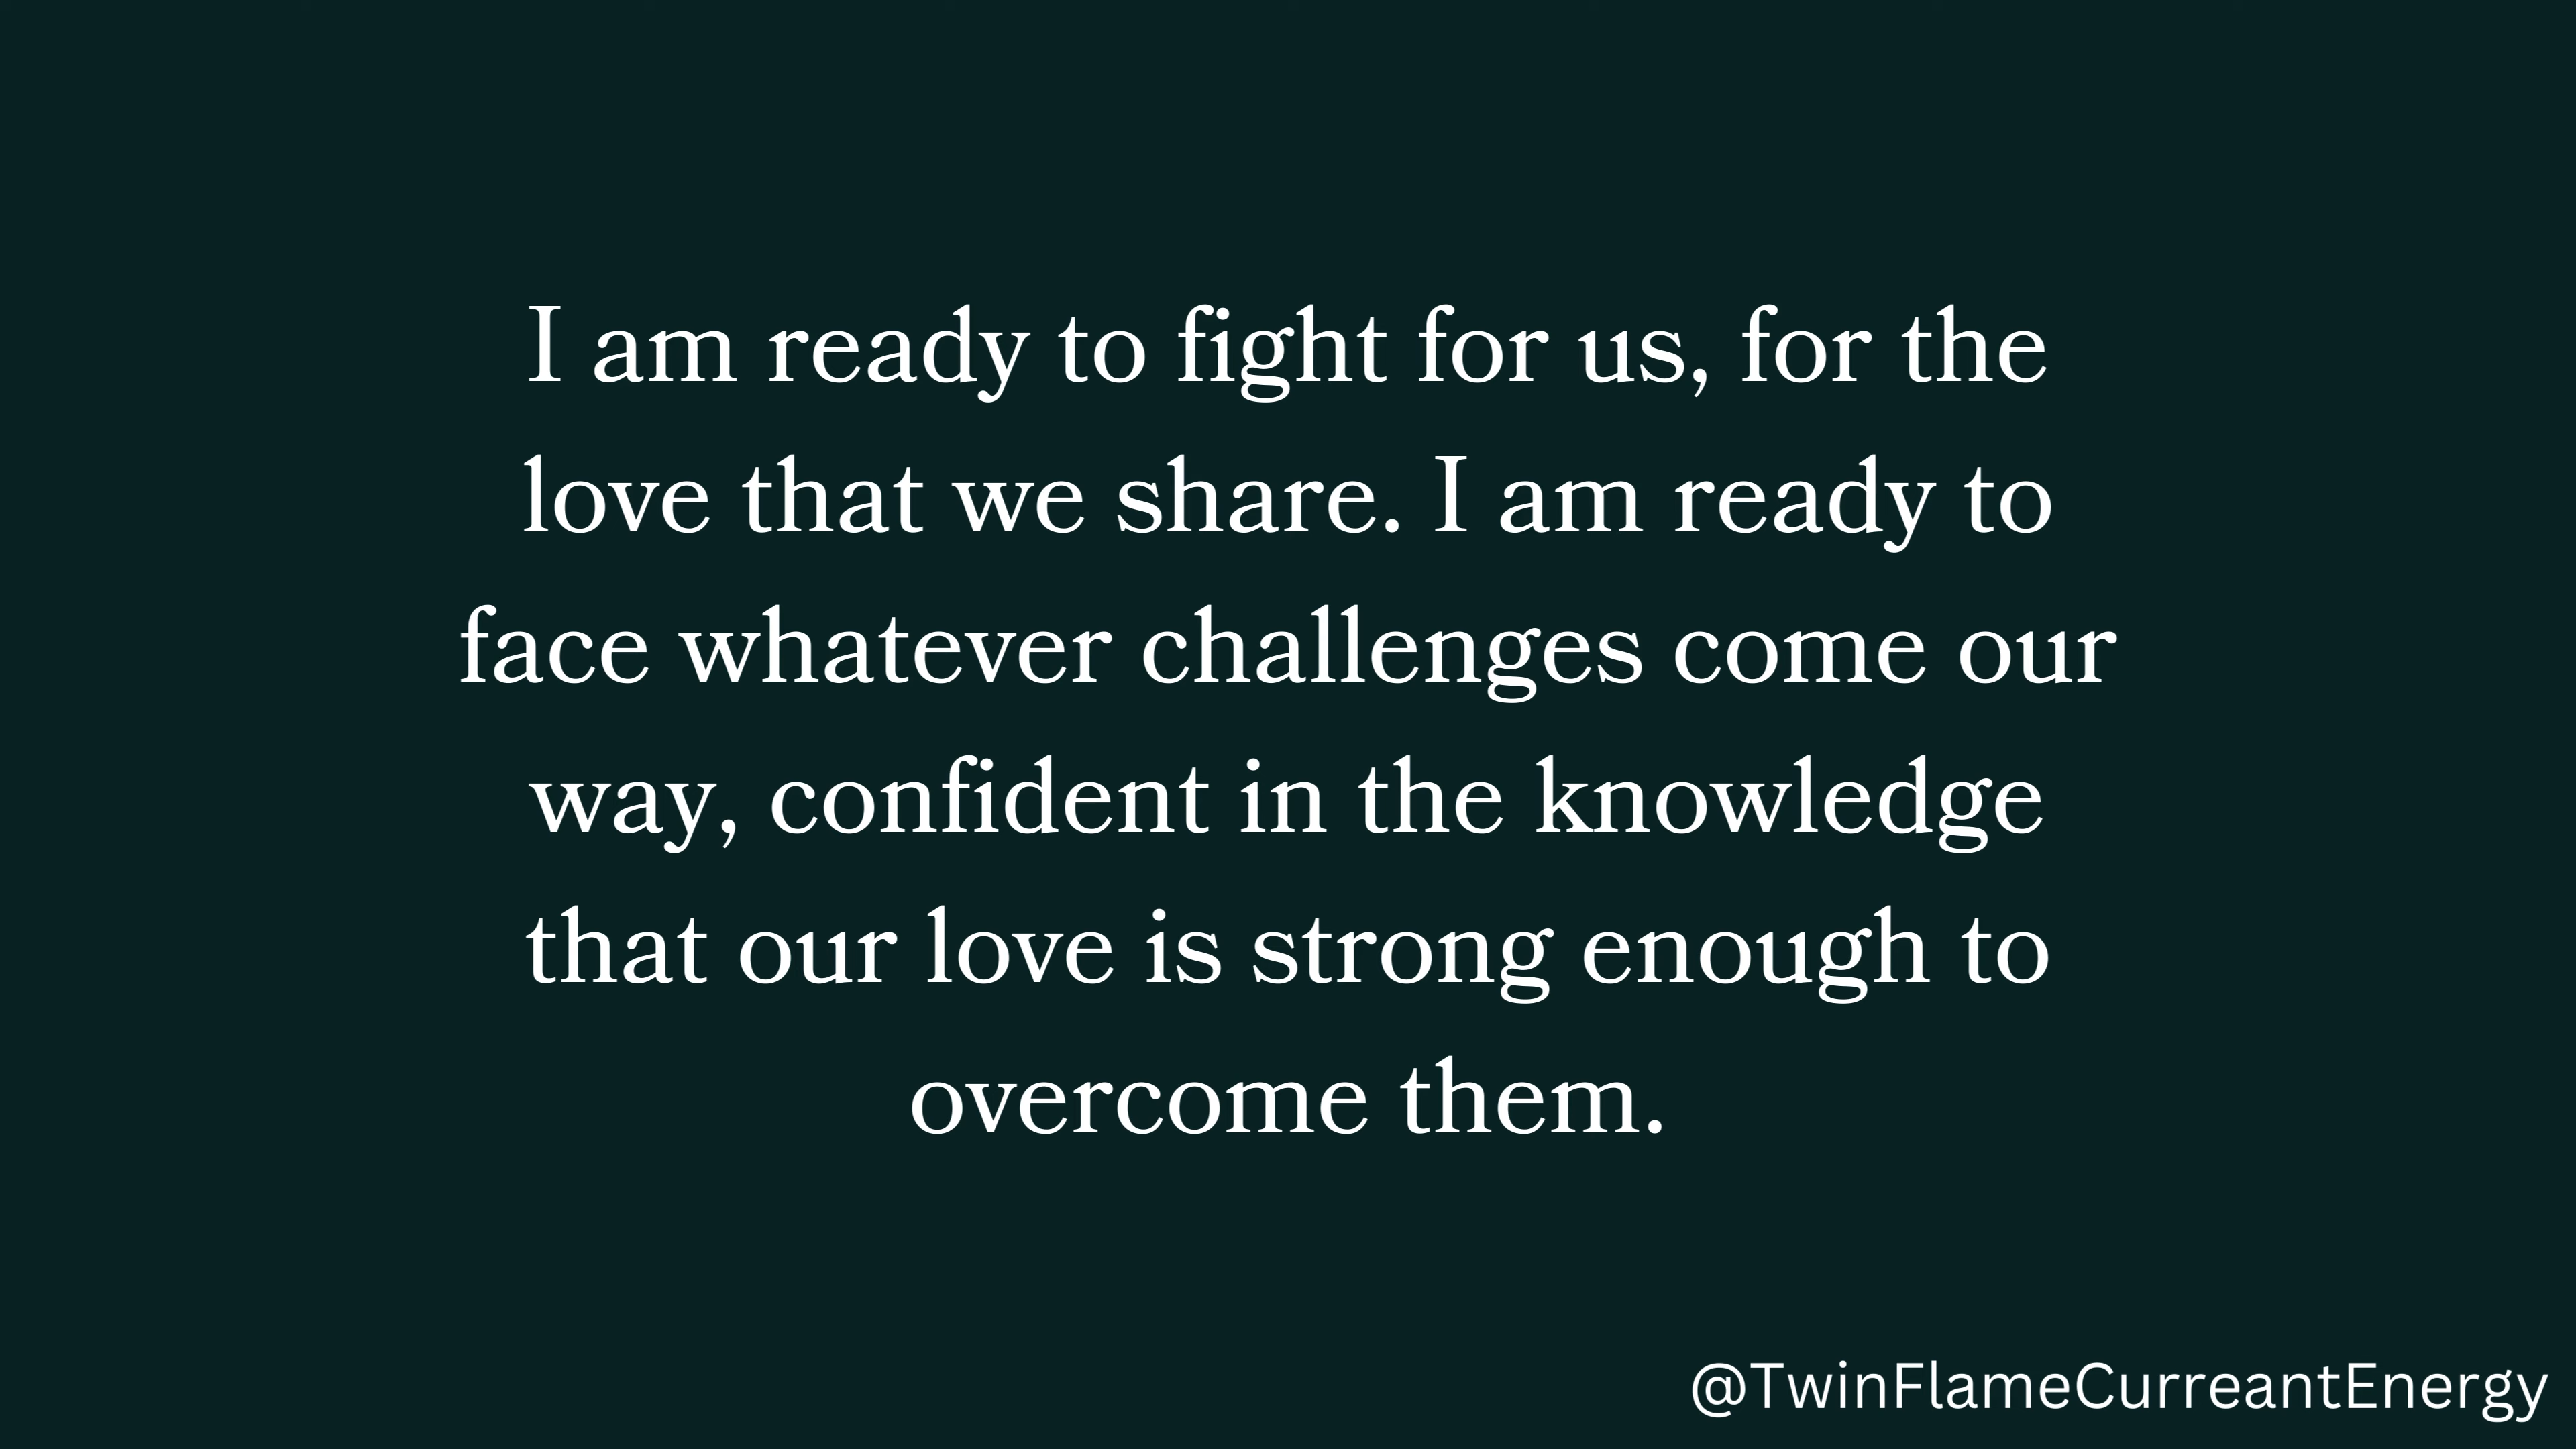 I am ready to fight for us, for the
love that we share. I am ready to
face whatever challenges come our
way, confident in the knowledge
that our love is strong enough to
overcome them.
@TwinFlameCurreantEnergy